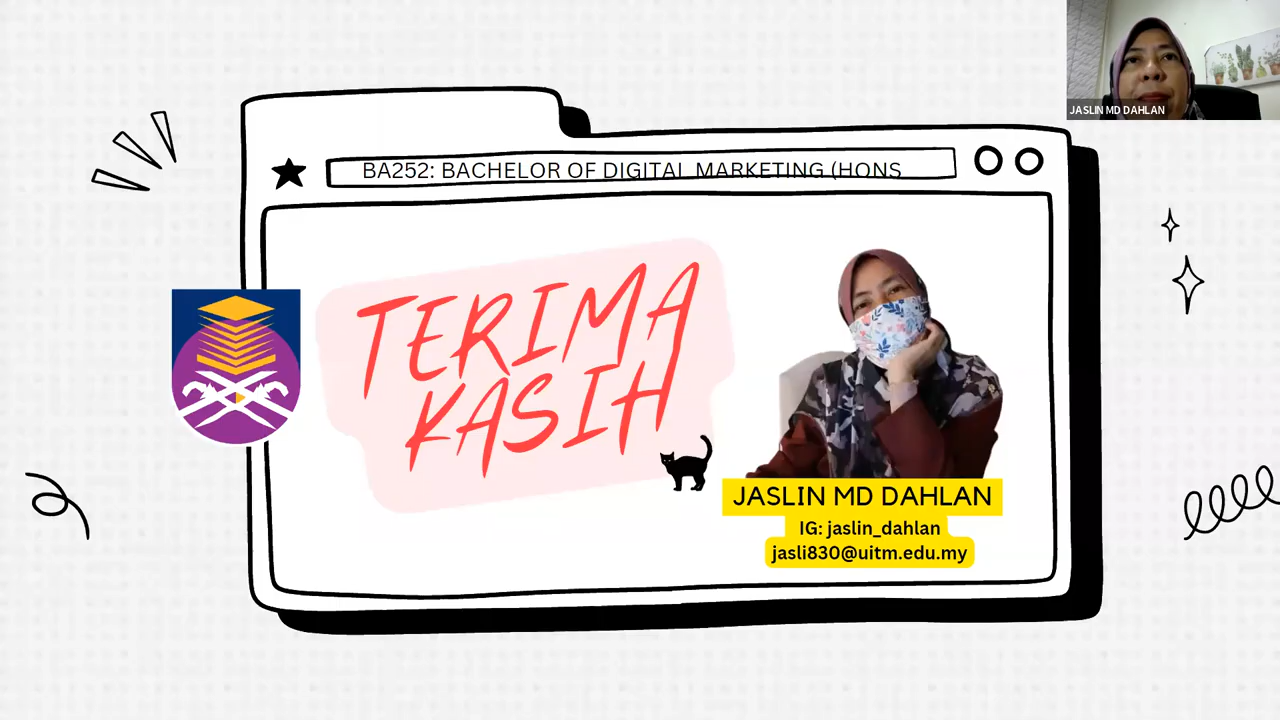 JASLIN MD DAHLAN
BA252: BACHELOR OF DIGITAL MARKETING (HONS
TERIMA
KASIH
JASLIN MD DAHLAN
IG: jaslin_dahlan
jasli830@uitm.edu.my